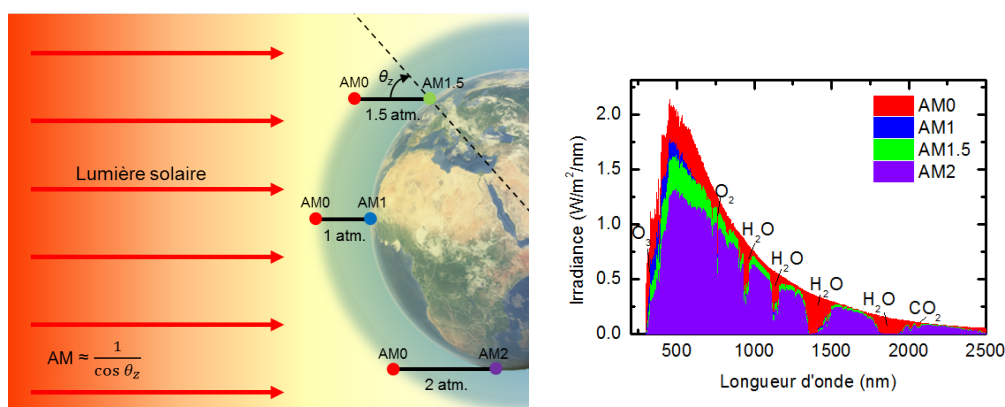 AM0
θz
AM1.5
1.5 atm.
Lumière solaire
AM0
AM1
1 atm.
AM ≈ 1/cos θz
AM0
AM2
2 atm.
Irradiance (W/m²/nm)
2.0
1.5
1.0
0.5
0.0
AM0
AM1
AM1.5
AM2
O3
O2
H2O
H2O
H2O
H2O
CO2
500
1000
1500
2000
2500
Longueur d'onde (nm)